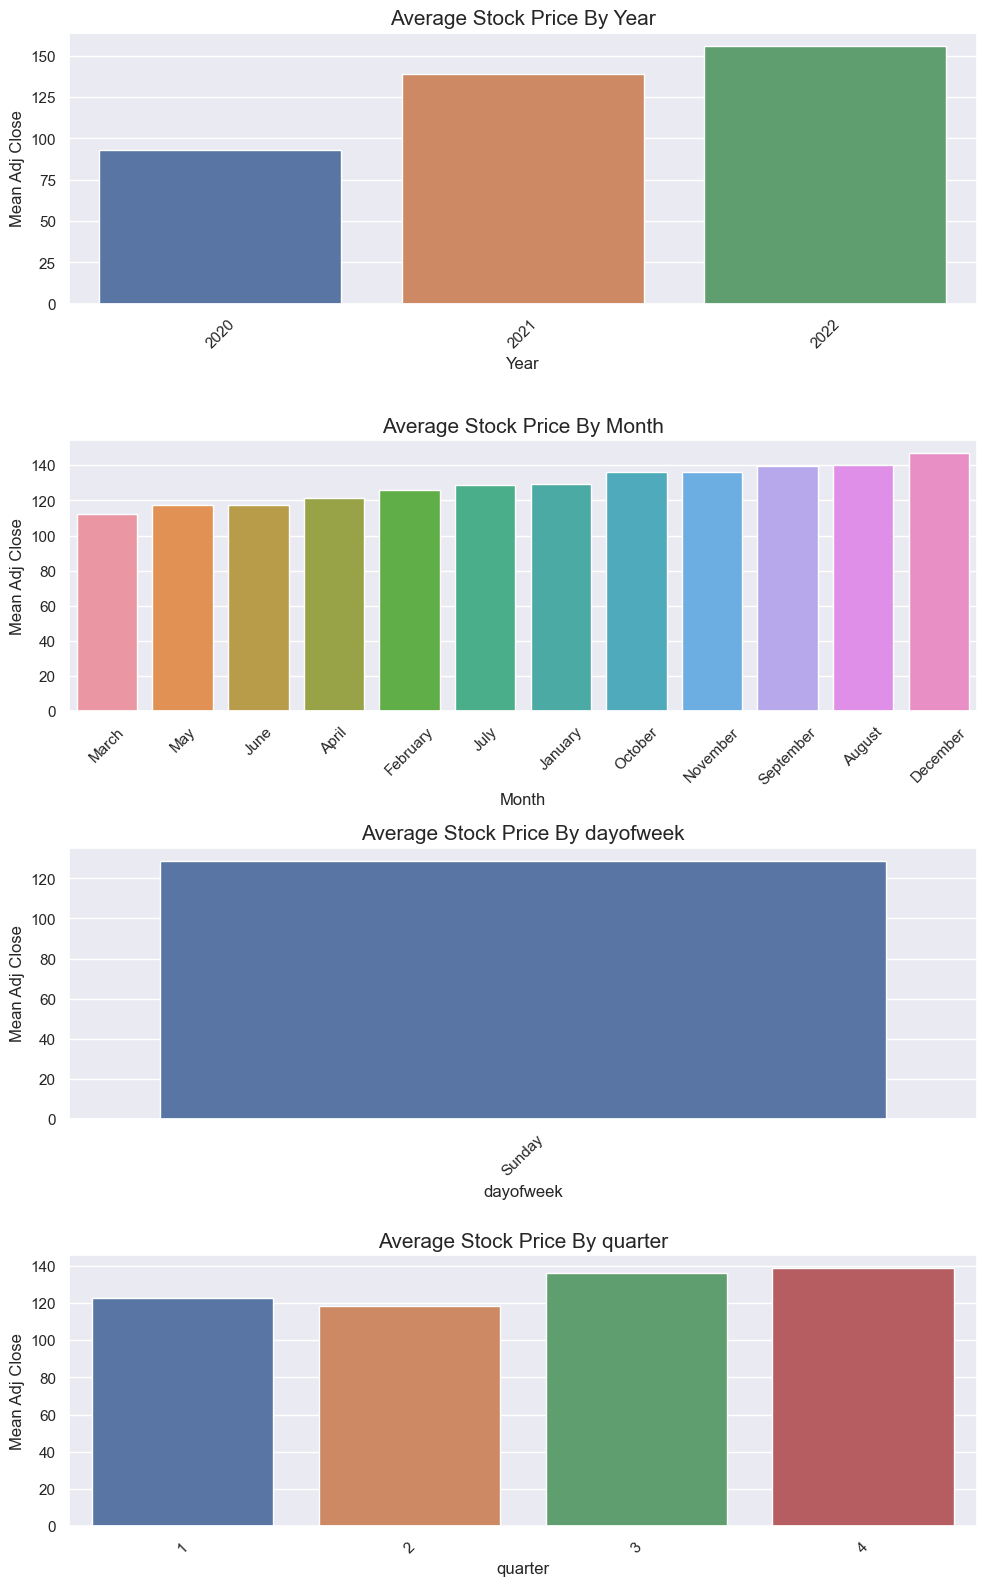 Average Stock Price By Year
Mean Adj Close
150
125
100
75
50
25
0
2020 2021 2022
Year
Average Stock Price By Month
Mean Adj Close
140
120
100
80
60
40
20
0
March May June April February July January October November September August December
Month
Average Stock Price By dayofweek
Mean Adj Close
120
100
80
60
40
20
0
Sunday
dayofweek
Average Stock Price By quarter
Mean Adj Close
140
120
100
80
60
40
20
0
1 2 3 4
quarter